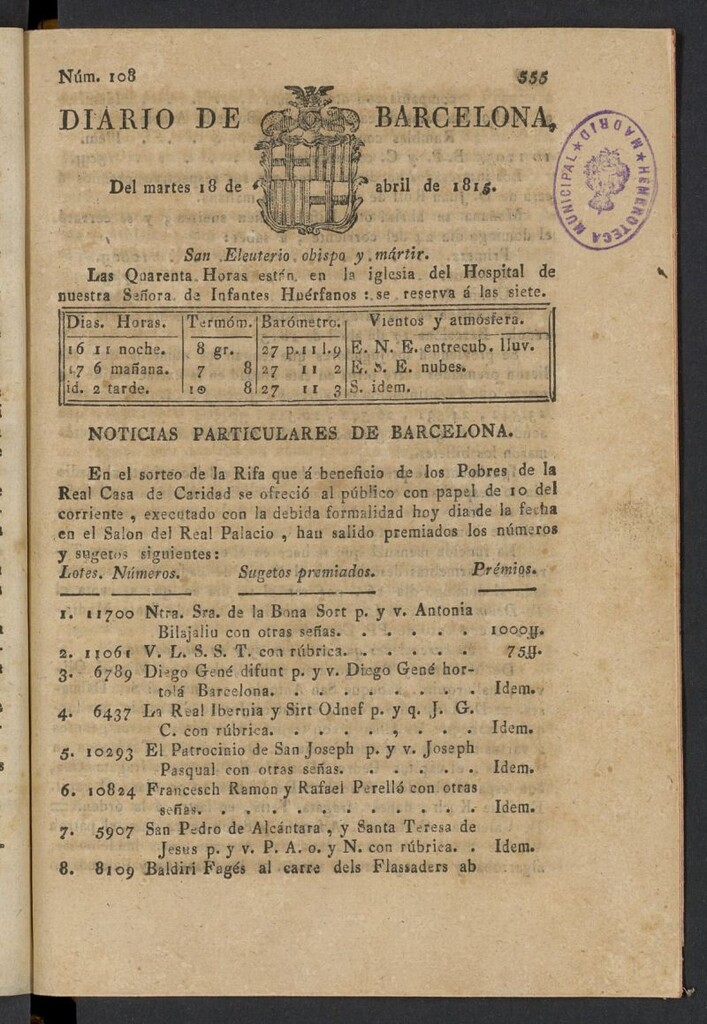 Núm. 108
555
DIARIO DE BARCELONA,
Del martes 18 de abril de 1815.
HEMEROTECA MUNICIPAL ★ MADRID ★
San Eleuterio obispo y mártir.
Las Quarenta Horas están en la iglesia del Hospital de
nuestra Señora de Infantes Huérfanos : se reserva á las siete.
Dias. Horas. Termóm. Barómetro. Vientos y atmósfera.
16 11 noche. 8 gr. 27 p. 11 l. 9 E. N. E. entrecub. lluv.
17 6 mañana. 7 8 27 11 2 E. S. E. nubes.
id. 2 tarde. 10 8 27 11 3 S. idem.
NOTICIAS PARTICULARES DE BARCELONA.
En el sorteo de la Rifa que á beneficio de los Pobres de la
Real Casa de Caridad se ofreció al público con papel de 10 del
corriente , executado con la debida formalidad hoy dia de la fecha
en el Salon del Real Palacio , han salido premiados los números
y sugetos siguientes :
Lotes. Números. Sugetos premiados. Prémios.
1. 11700 Ntra. Sra. de la Bona Sort p. y v. Antonia
Bilajaliu con otras señas. . . . . . 1000 ff.
2. 11061 V. L. S. S. T. con rúbrica. . . . . . 75 ff.
3. 6789 Diego Gené difunt p. y v. Diego Gené hor-
tolá Barcelona. . . . . . . . . Idem.
4. 6437 La Real Ibernia y Sirt Odnef p. y q. J. G.
C. con rúbrica. . . . . , . . . Idem.
5. 10293 El Patrocinio de San Joseph p. y v. Joseph
Pasqual con otras señas. . . . . . Idem.
6. 10824 Francesch Ramon y Rafael Perelló con otras
señas. . . . . . . . . . . . . Idem.
7. 5907 San Pedro de Alcántara , y Santa Teresa de
Jesus p. y v. P. A. o. y N. con rúbrica. . Idem.
8. 8109 Baldiri Fagés al carre dels Flassaders ab